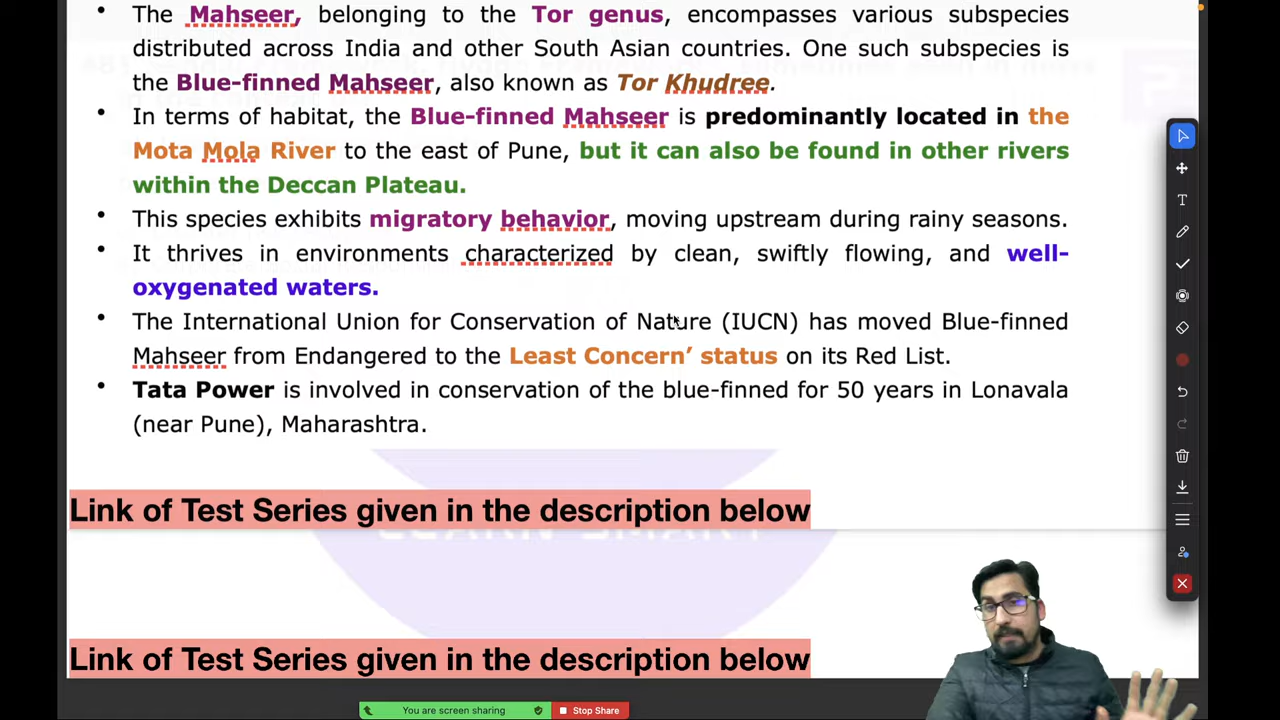 • The Mahseer, belonging to the Tor genus, encompasses various subspecies
distributed across India and other South Asian countries. One such subspecies is
the Blue-finned Mahseer, also known as Tor Khudree.
• In terms of habitat, the Blue-finned Mahseer is predominantly located in the
Mota Mola River to the east of Pune, but it can also be found in other rivers
within the Deccan Plateau.
• This species exhibits migratory behavior, moving upstream during rainy seasons.
• It thrives in environments characterized by clean, swiftly flowing, and well-
oxygenated waters.
• The International Union for Conservation of Nature (IUCN) has moved Blue-finned
Mahseer from Endangered to the Least Concern’ status on its Red List.
• Tata Power is involved in conservation of the blue-finned for 50 years in Lonavala
(near Pune), Maharashtra.
Link of Test Series given in the description below
LEARN SMART
Link of Test Series given in the description below
You are screen sharing
Stop Share
T